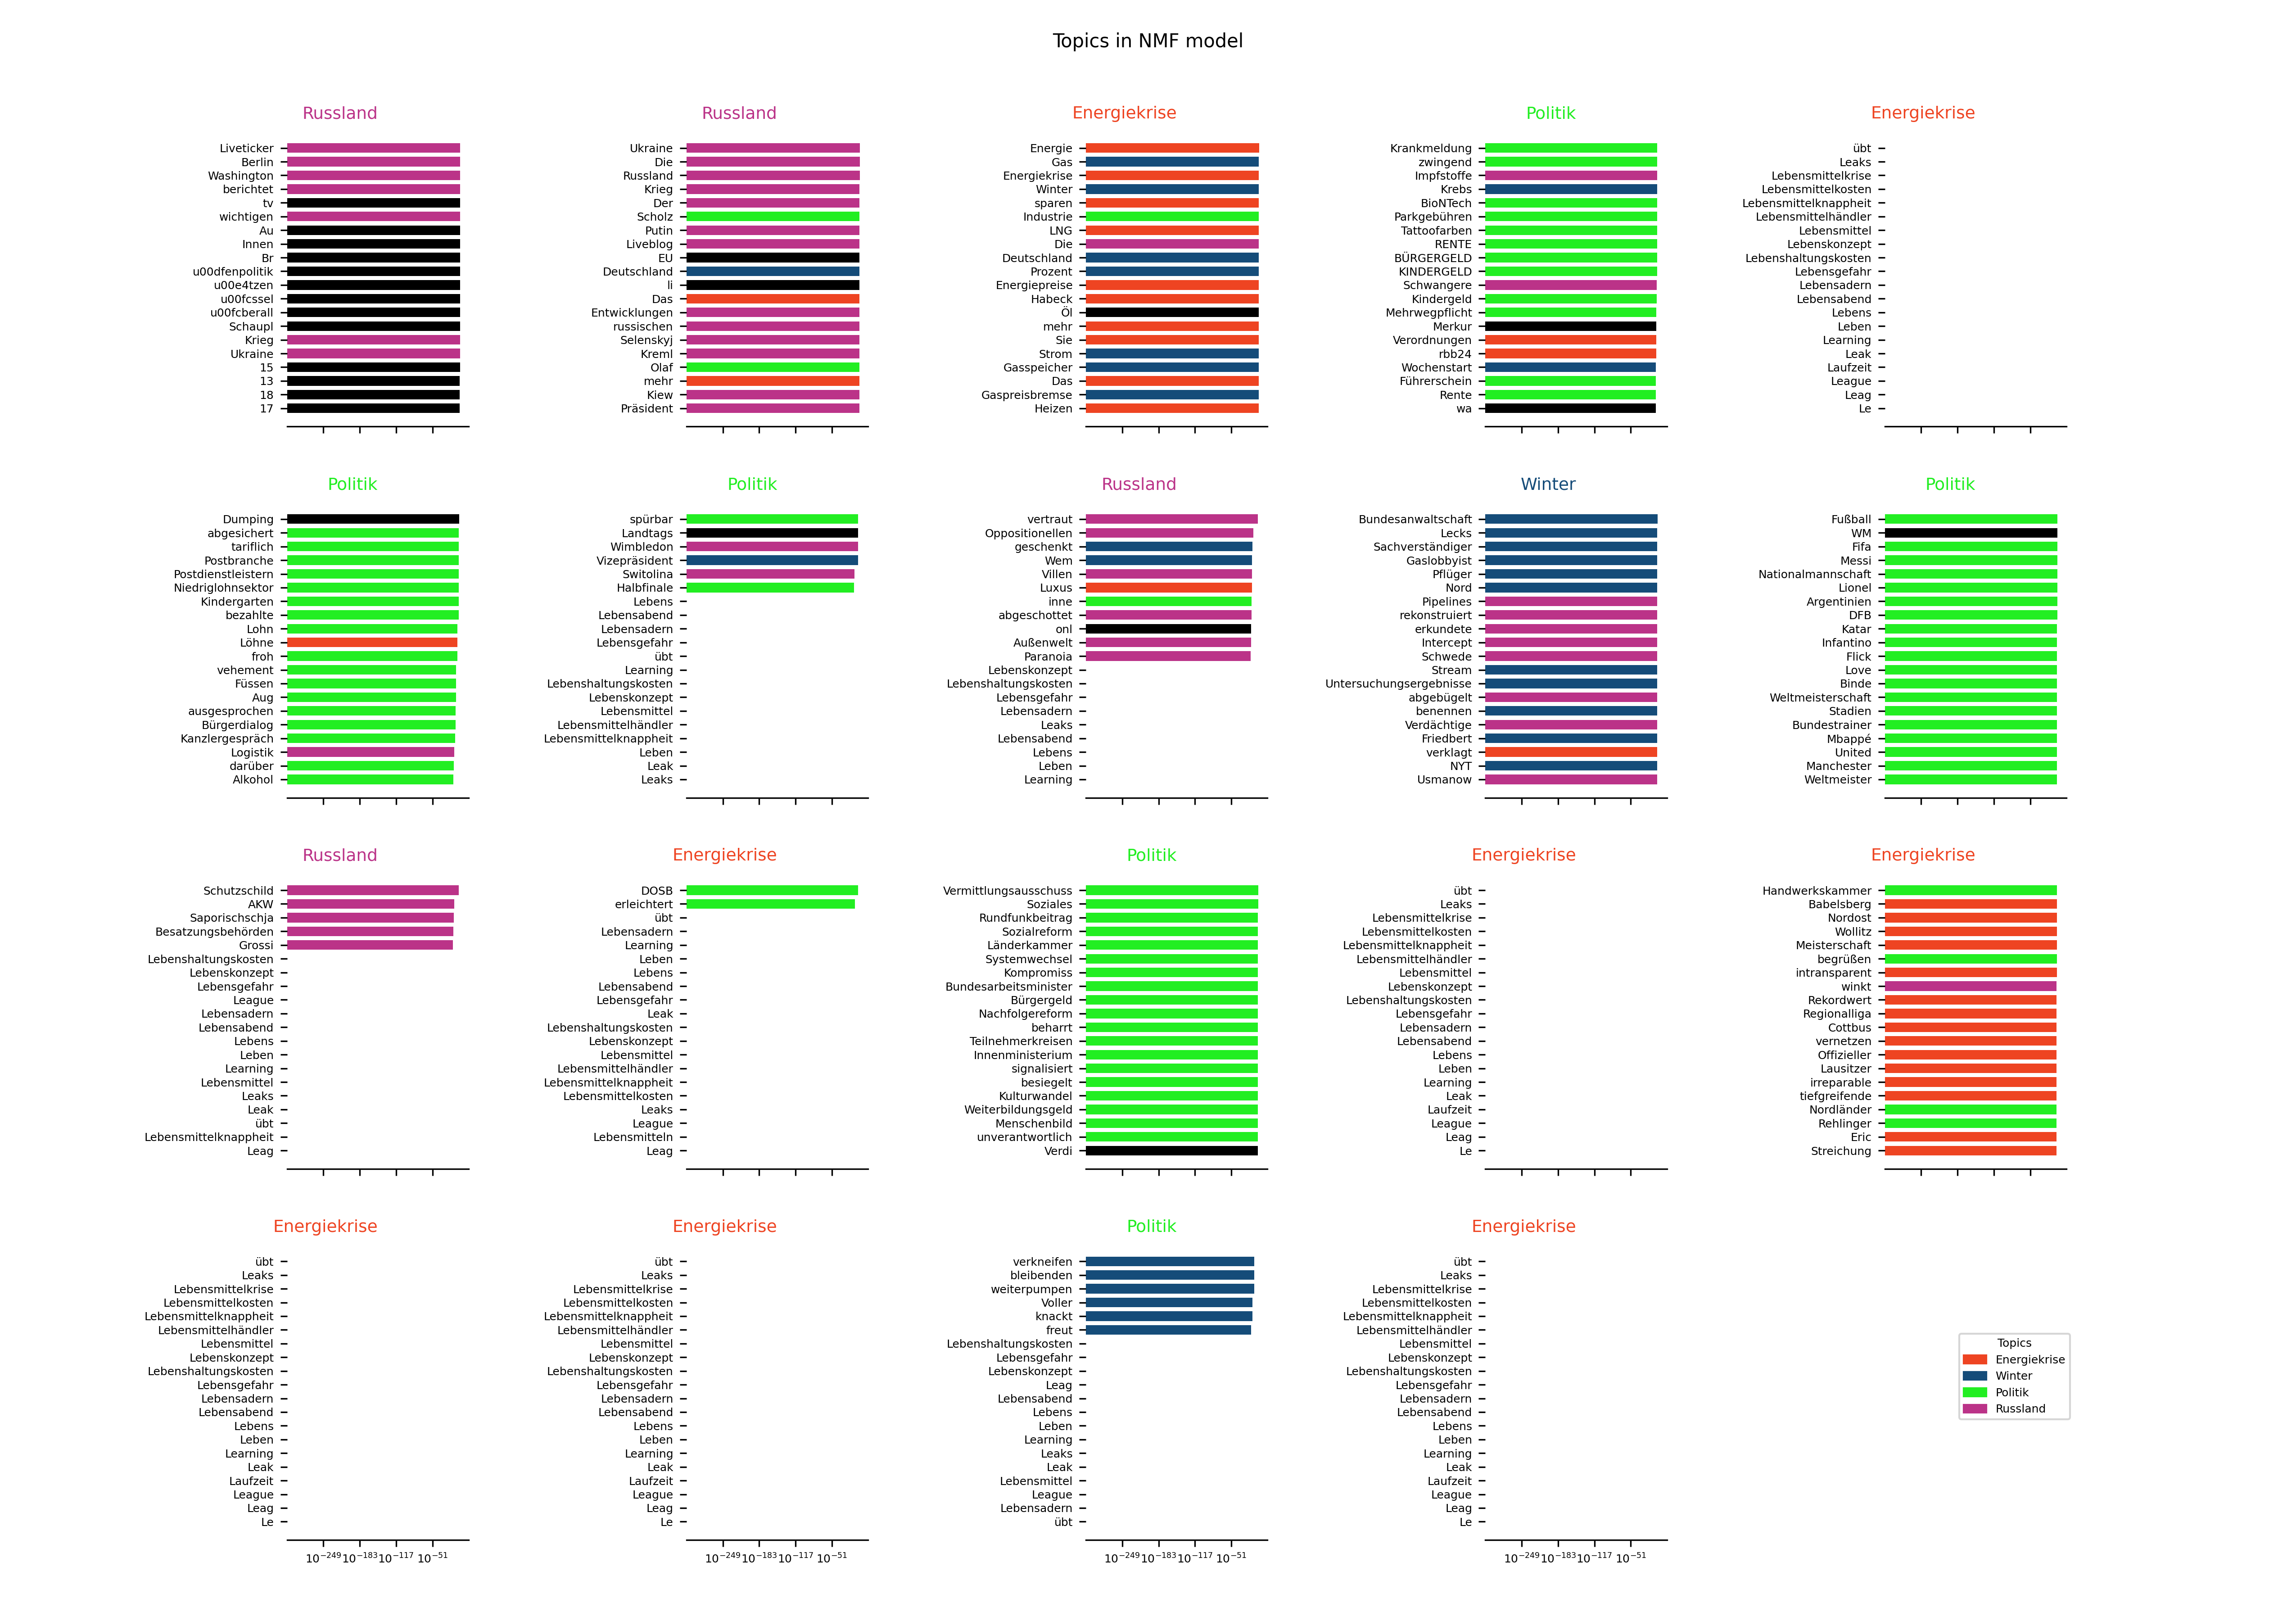 Topics in NMF model
Russland
Liveticker
Berlin
Washington
berichtet
tv
wichtigen
Au
Innen
Br
u00dfenpolitik
u00e4tzen
u00fcssel
u00fcberall
Schaupl
Krieg
Ukraine
15
13
18
17
Russland
Ukraine
Die
Russland
Krieg
Der
Scholz
Putin
Liveblog
EU
Deutschland
li
Das
Entwicklungen
russischen
Selenskyj
Kreml
Olaf
mehr
Kiew
Präsident
Energiekrise
Energie
Gas
Energiekrise
Winter
sparen
Industrie
LNG
Die
Deutschland
Prozent
Energiepreise
Habeck
Öl
mehr
Sie
Strom
Gasspeicher
Das
Gaspreisbremse
Heizen
Politik
Krankmeldung
zwingend
Impfstoffe
Krebs
BioNTech
Parkgebühren
Tattoofarben
RENTE
BÜRGERGELD
KINDERGELD
Schwangere
Kindergeld
Mehrwegpflicht
Merkur
Verordnungen
rbb24
Wochenstart
Führerschein
Rente
wa
Energiekrise
übt
Leaks
Lebensmittelkrise
Lebensmittelkosten
Lebensmittelknappheit
Lebensmittelhändler
Lebensmittel
Lebenskonzept
Lebenshaltungskosten
Lebensgefahr
Lebensadern
Lebensabend
Lebens
Leben
Learning
Leak
Laufzeit
League
Leag
Le
Politik
Dumping
abgesichert
tariflich
Postbranche
Postdienstleistern
Niedriglohnsektor
Kindergarten
bezahlte
Lohn
Löhne
froh
vehement
Füssen
Aug
ausgesprochen
Bürgerdialog
Kanzlergespräch
Logistik
darüber
Alkohol
Politik
spürbar
Landtags
Wimbledon
Vizepräsident
Switolina
Halbfinale
Lebens
Lebensabend
Lebensadern
Lebensgefahr
übt
Learning
Lebenshaltungskosten
Lebenskonzept
Lebensmittel
Lebensmittelhändler
Lebensmittelknappheit
Leben
Leak
Leaks
Russland
vertraut
Oppositionellen
geschenkt
Wem
Villen
Luxus
inne
abgeschottet
onl
Außenwelt
Paranoia
Lebenskonzept
Lebenshaltungskosten
Lebensgefahr
Lebensadern
Leaks
Lebensabend
Lebens
Leben
Learning
Winter
Bundesanwaltschaft
Lecks
Sachverständiger
Gaslobbyist
Pflüger
Nord
Pipelines
rekonstruiert
erkundete
Intercept
Schwede
Stream
Untersuchungsergebnisse
abgebügelt
benennen
Verdächtige
Friedbert
verklagt
NYT
Usmanow
Politik
Fußball
WM
Fifa
Messi
Nationalmannschaft
Lionel
Argentinien
DFB
Katar
Infantino
Flick
Love
Binde
Weltmeisterschaft
Stadien
Bundestrainer
Mbappé
United
Manchester
Weltmeister
Russland
Schutzschild
AKW
Saporischschja
Besatzungsbehörden
Grossi
Lebenshaltungskosten
Lebenskonzept
Lebensgefahr
League
Lebensadern
Lebensabend
Lebens
Leben
Learning
Lebensmittel
Leaks
Leak
übt
Lebensmittelknappheit
Leag
Energiekrise
DOSB
erleichtert
übt
Lebensadern
Learning
Leben
Lebens
Lebensabend
Lebensgefahr
Leak
Lebenshaltungskosten
Lebenskonzept
Lebensmittel
Lebensmittelhändler
Lebensmittelknappheit
Lebensmittelkosten
Leaks
League
Lebensmitteln
Leag
Politik
Vermittlungsausschuss
Soziales
Rundfunkbeitrag
Sozialreform
Länderkammer
Systemwechsel
Kompromiss
Bundesarbeitsminister
Bürgergeld
Nachfolgereform
beharrt
Teilnehmerkreisen
Innenministerium
signalisiert
besiegelt
Kulturwandel
Weiterbildungsgeld
Menschenbild
unverantwortlich
Verdi
Energiekrise
übt
Leaks
Lebensmittelkrise
Lebensmittelkosten
Lebensmittelknappheit
Lebensmittelhändler
Lebensmittel
Lebenskonzept
Lebenshaltungskosten
Lebensgefahr
Lebensadern
Lebensabend
Lebens
Leben
Learning
Leak
Laufzeit
League
Leag
Le
Energiekrise
Handwerkskammer
Babelsberg
Nordost
Wollitz
Meisterschaft
begrüßen
intransparent
winkt
Rekordwert
Regionalliga
Cottbus
vernetzen
Offizieller
Lausitzer
irreparable
tiefgreifende
Nordländer
Rehlinger
Eric
Streichung
Energiekrise
übt
Leaks
Lebensmittelkrise
Lebensmittelkosten
Lebensmittelknappheit
Lebensmittelhändler
Lebensmittel
Lebenskonzept
Lebenshaltungskosten
Lebensgefahr
Lebensadern
Lebensabend
Lebens
Leben
Learning
Leak
Laufzeit
League
Leag
Le
10⁻²⁴⁹ 10⁻¹⁸³ 10⁻¹¹⁷ 10⁻⁵¹
Energiekrise
übt
Leaks
Lebensmittelkrise
Lebensmittelkosten
Lebensmittelknappheit
Lebensmittelhändler
Lebensmittel
Lebenskonzept
Lebenshaltungskosten
Lebensgefahr
Lebensadern
Lebensabend
Lebens
Leben
Learning
Leak
Laufzeit
League
Leag
Le
10⁻²⁴⁹ 10⁻¹⁸³ 10⁻¹¹⁷ 10⁻⁵¹
Politik
verkneifen
bleibenden
weiterpumpen
Voller
knackt
freut
Lebenshaltungskosten
Lebensgefahr
Lebenskonzept
Leag
Lebensabend
Lebens
Leben
Learning
Leaks
Leak
Lebensmittel
League
Lebensadern
übt
10⁻²⁴⁹ 10⁻¹⁸³ 10⁻¹¹⁷ 10⁻⁵¹
Energiekrise
übt
Leaks
Lebensmittelkrise
Lebensmittelkosten
Lebensmittelknappheit
Lebensmittelhändler
Lebensmittel
Lebenskonzept
Lebenshaltungskosten
Lebensgefahr
Lebensadern
Lebensabend
Lebens
Leben
Learning
Leak
Laufzeit
League
Leag
Le
10⁻²⁴⁹ 10⁻¹⁸³ 10⁻¹¹⁷ 10⁻⁵¹
Topics
Energiekrise
Winter
Politik
Russland